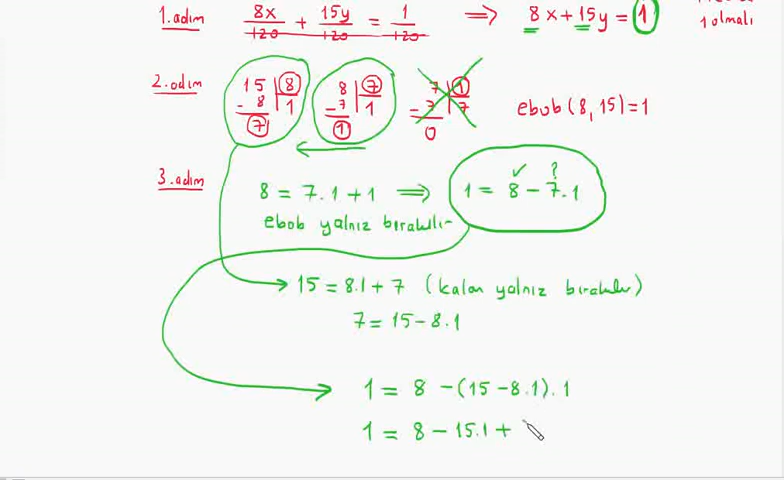 1.adım 8x/120 + 15y/120 = 1/120 ⇒ 8x+15y=1 1 olmalı
2.adım 15 8 8 7 7 1
- 8 1 -7 1 - 7 7 ebob(8,15)=1
7 1 0
3.adım 8 = 7.1 + 1 ⇒ 1 = 8 - 7.1
✓ ?
ebob yalnız bırakılır
15 = 8.1 + 7 (kalan yalnız bırakılır)
7 = 15 - 8.1
1 = 8 - (15 - 8.1).1
1 = 8 - 15.1 +